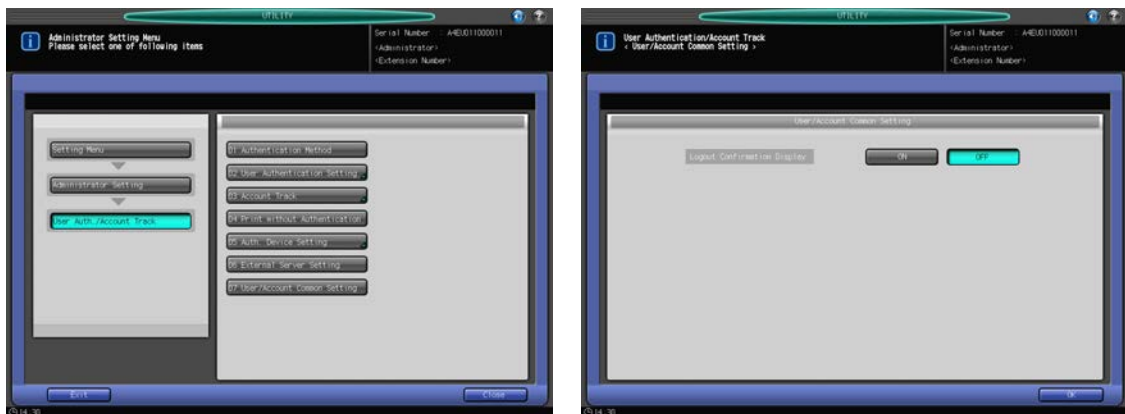 UTILITY
Administrator Setting Menu
Please select one of following items
Serial Number : A4EU011000011
<Administrator>
<Extension Number>
Setting Menu
Administrator Setting
User Auth./Account Track
01 Authentication Method
02 User Authentication Setting
03 Account Track
04 Print without Authentication
05 Auth. Device Setting
06 External Server Setting
07 User/Account Common Setting
Exit
Close
14:30
UTILITY
User Authentication/Account Track
< User/Account Common Setting >
Serial Number : A4EU011000011
<Administrator>
<Extension Number>
User/Account Common Setting
Logout Confirmation Display
ON
OFF
OK
14:30